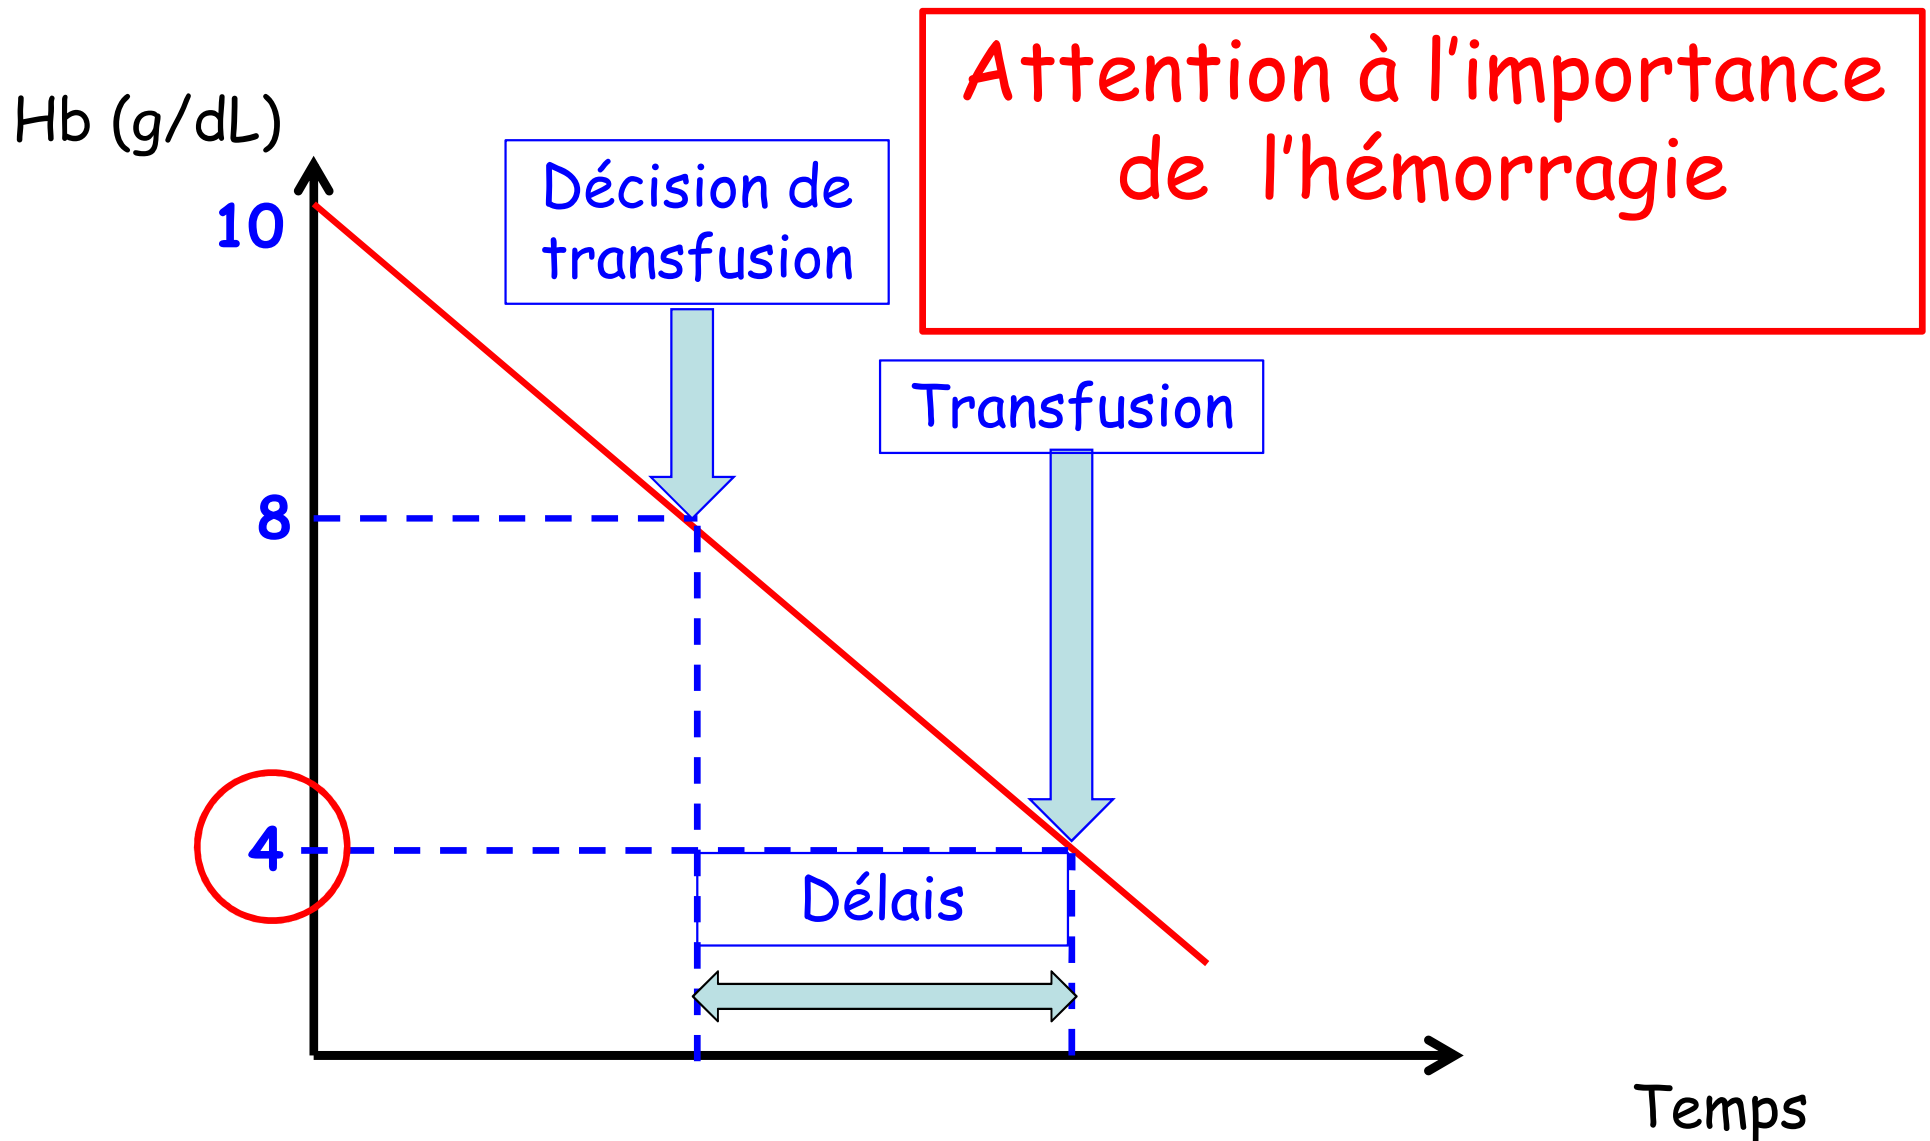 Attention à l'importance
de l'hémorragie
Hb (g/dL)
Décision de
transfusion
10
Transfusion
8
4
Délais
Temps